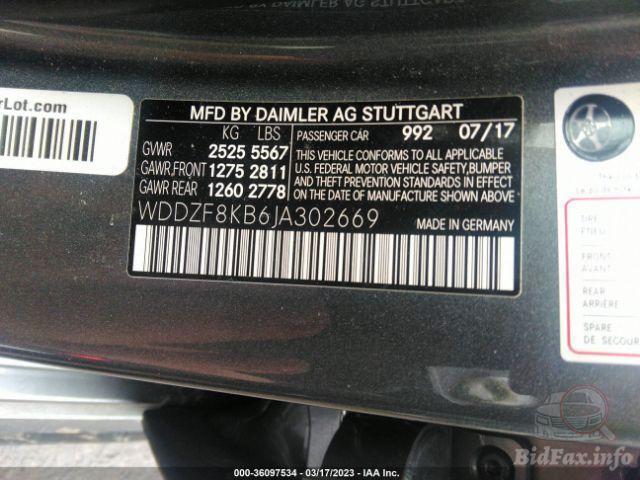 rLot.com
MFD BY DAIMLER AG STUTTGART
KG LBS PASSENGER CAR 992 07/17
GVWR 2525 5567
GAWR,FRONT 1275 2811
GAWR REAR 1260 2778
THIS VEHICLE CONFORMS TO ALL APPLICABLE
U.S. FEDERAL MOTOR VEHICLE SAFETY,BUMPER
AND THEFT PREVENTION STANDARDS IN EFFECT ON
THE DATE OF MANUFACTURE SHOWN ABOVE
WDDZF8KB6JA302669
MADE IN GERMANY
TIRE
PNEU
FRONT
AVANT
REAR
ARRIÈRE
SPARE
DE SECOUR
000-36097534 — 03/17/2023 — IAA Inc.
BidFax.info